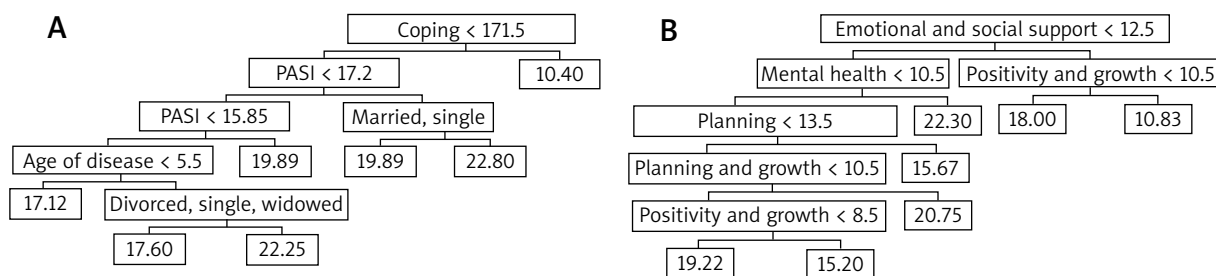 A
Coping < 171.5
PASI < 17.2
10.40
PASI < 15.85
Married, single
Age of disease < 5.5
19.89
19.89
22.80
17.12
Divorced, single, widowed
17.60
22.25
B
Emotional and social support < 12.5
Mental health < 10.5
Positivity and growth < 10.5
Planning < 13.5
22.30
18.00
10.83
Planning and growth < 10.5
15.67
Positivity and growth < 8.5
20.75
19.22
15.20